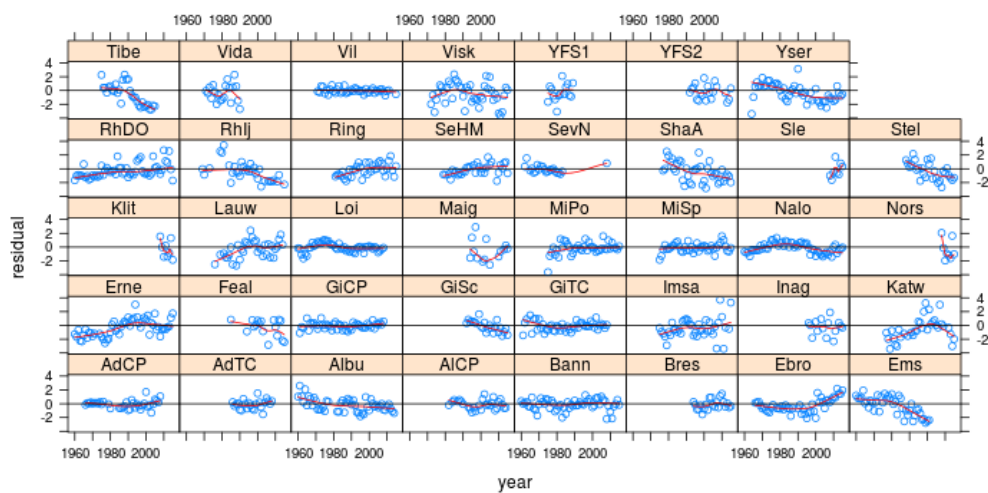 1960 1980 2000 1960 1980 2000 1960 1980 2000
Tibe Vida Vil Visk YFS1 YFS2 Yser
4
2
0
-2
RhDO RhIj Ring SeHM SevN ShaA Sle Stel
4
2
0
-2
Klit Lauw Loi Maig MiPo MiSp Nalo Nors
4
2
0
-2
Erne Feal GiCP GiSc GiTC Imsa Inag Katw
4
2
0
-2
AdCP AdTC Albu AlCP Bann Bres Ebro Ems
4
2
0
-2
1960 1980 2000 1960 1980 2000 1960 1980 2000 1960 1980 2000
year
residual